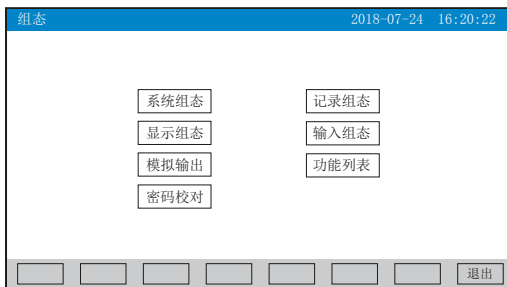 组态 2018-07-24 16:20:22
系统组态 记录组态
显示组态 输入组态
模拟输出 功能列表
密码校对
退出